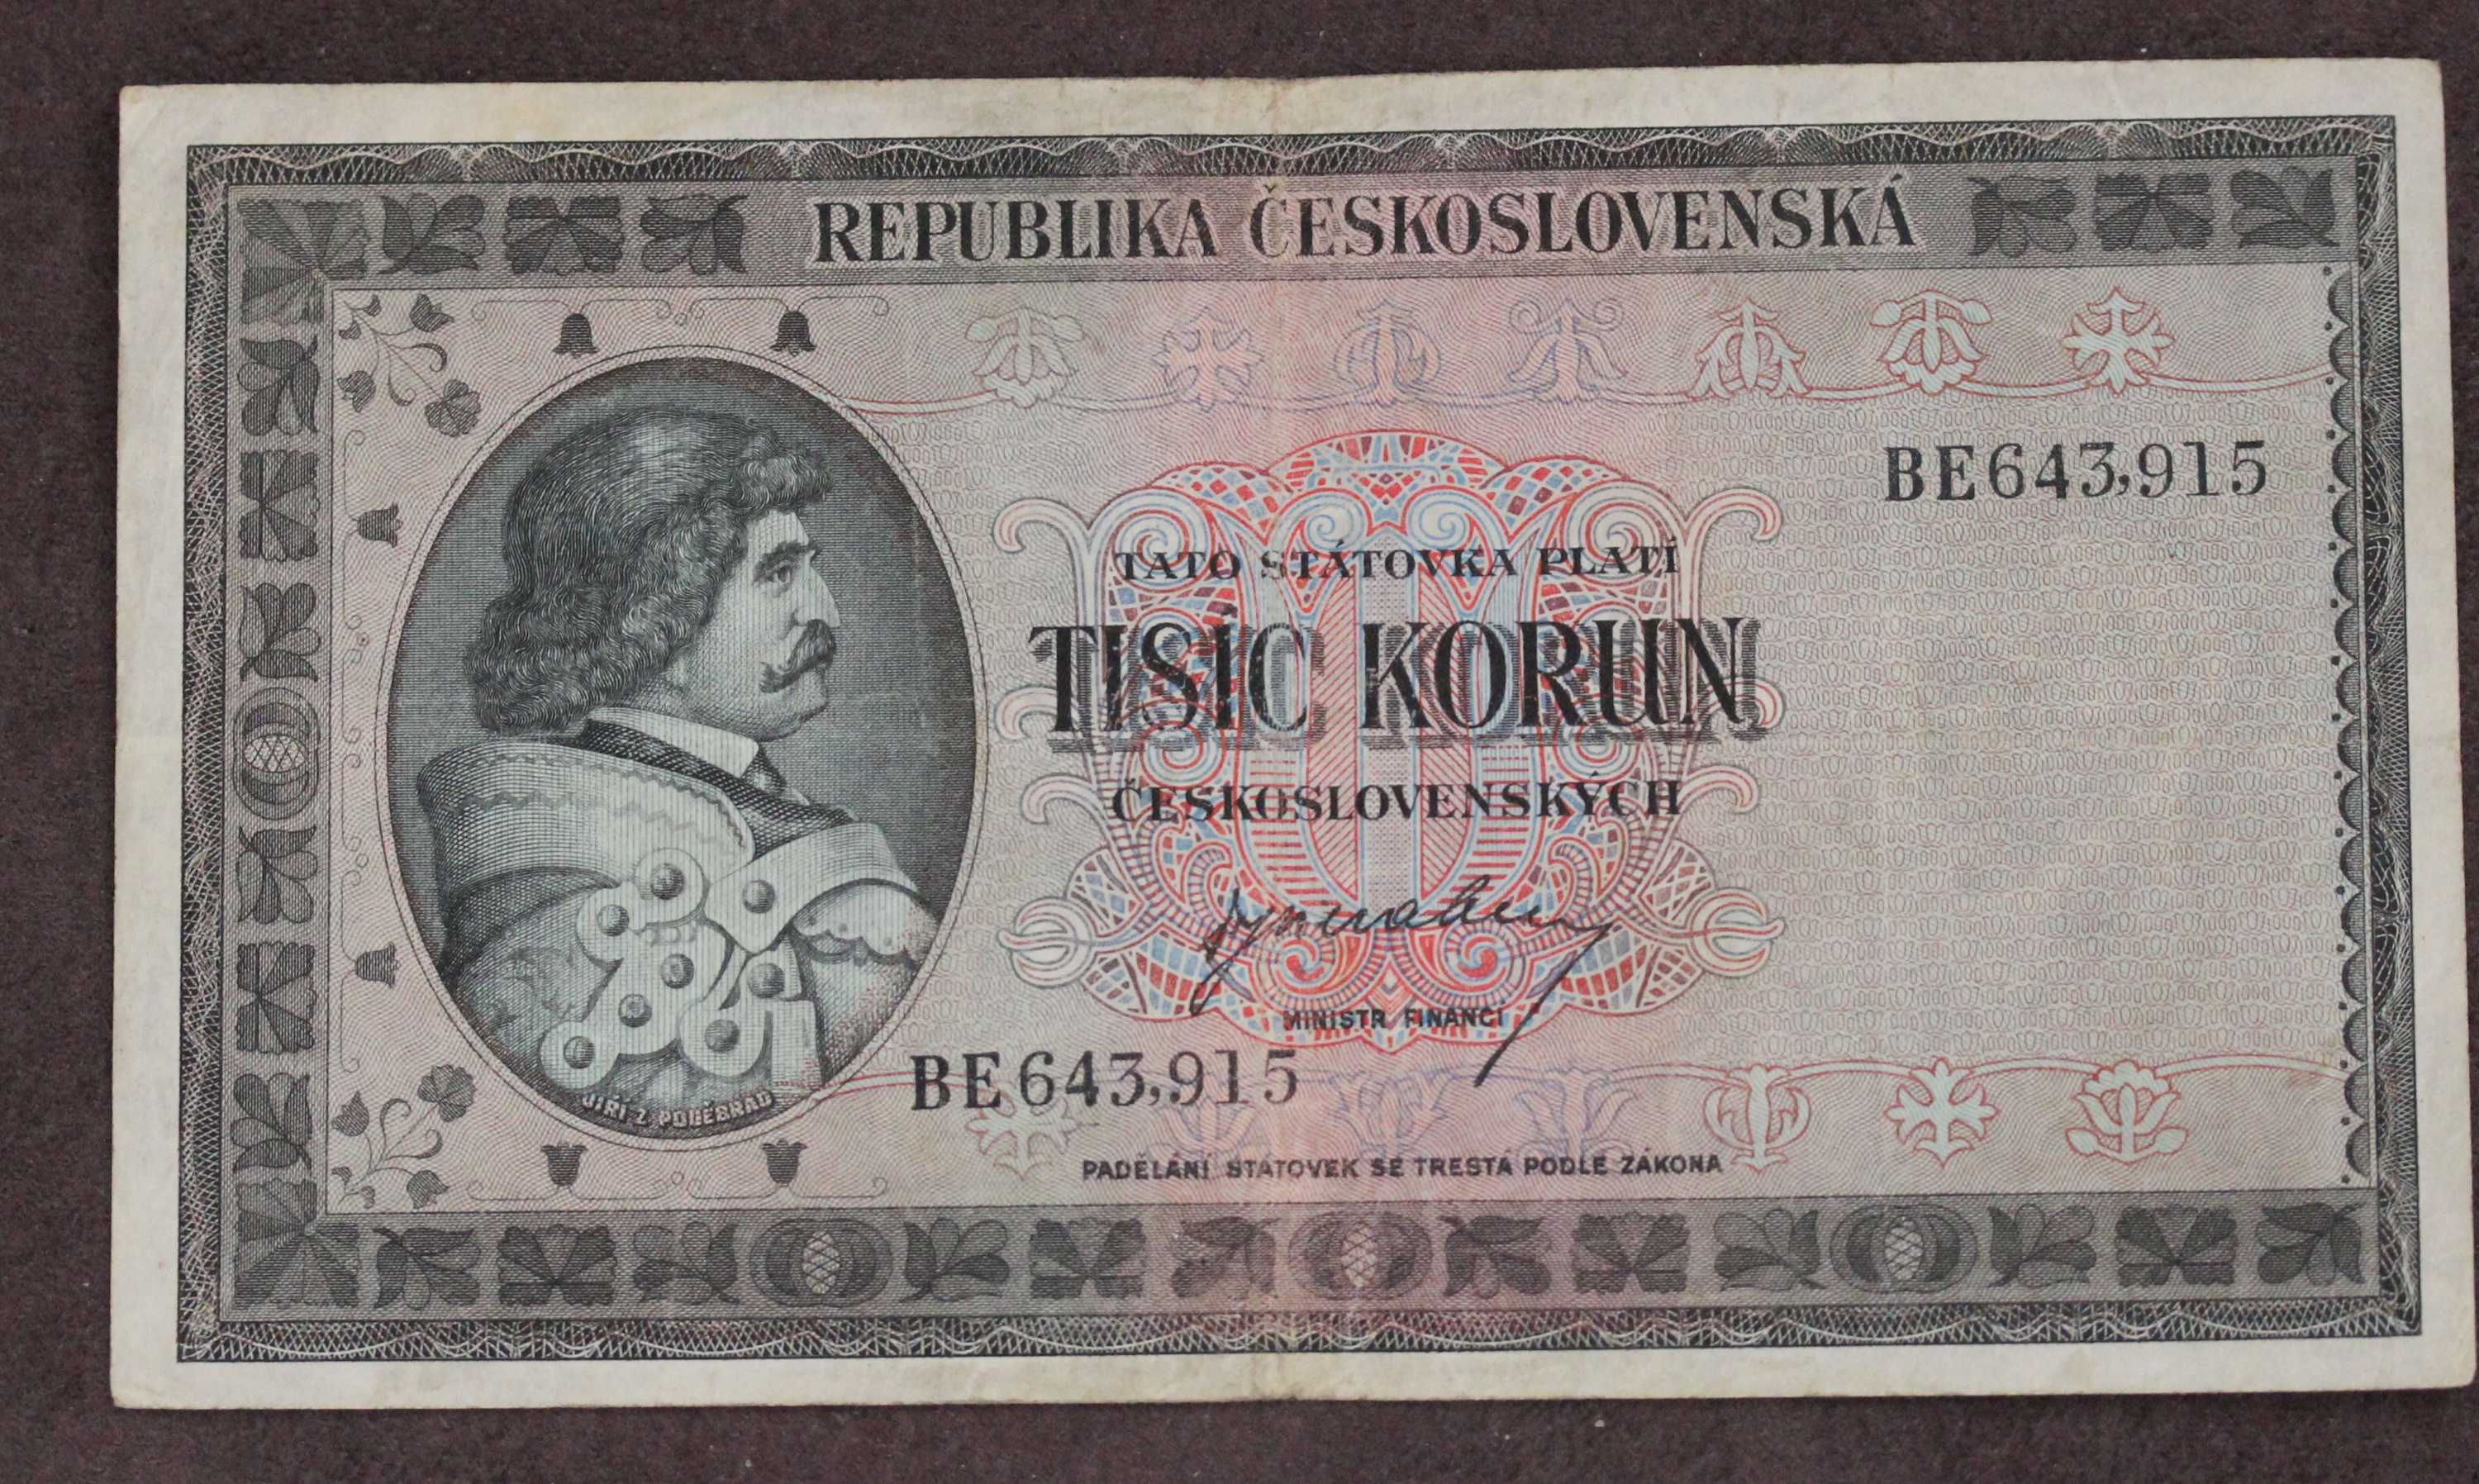 REPUBLIKA ČESKOSLOVENSKÁ
BE643,915
TATO STÁTOVKA PLATÍ
TISÍC KORUN
ČESKOSLOVENSKÝCH
MINISTR FINANCÍ
BE643,915
JIŘÍ Z PODĚBRAD
PADĚLÁNÍ STÁTOVEK SE TRESTÁ PODLE ZÁKONA